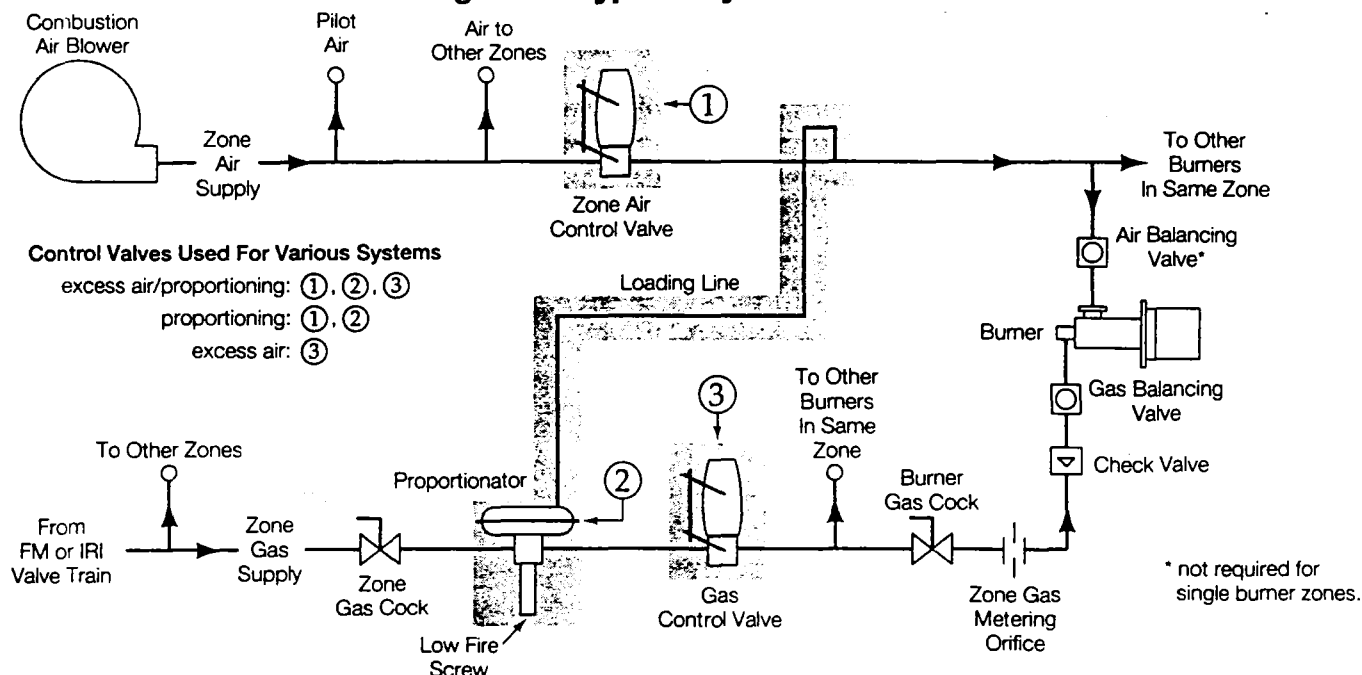 Combustion
Air Blower
Pilot
Air
Air to
Other Zones
①
Zone
Air
Supply
Zone Air
Control Valve
To Other
Burners
In Same Zone
Air Balancing
Valve*
Control Valves Used For Various Systems
excess air/proportioning: ①, ②, ③
proportioning: ①, ②
excess air: ③
Loading Line
Burner
Gas Balancing
Valve
Check Valve
To Other
Burners
In Same
Zone
③
To Other Zones
Proportionator
②
Burner
Gas Cock
From
FM or IRI
Valve Train
Zone
Gas
Supply
Zone
Gas Cock
Low Fire
Screw
Gas
Control Valve
Zone Gas
Metering
Orifice
* not required for
single burner zones.